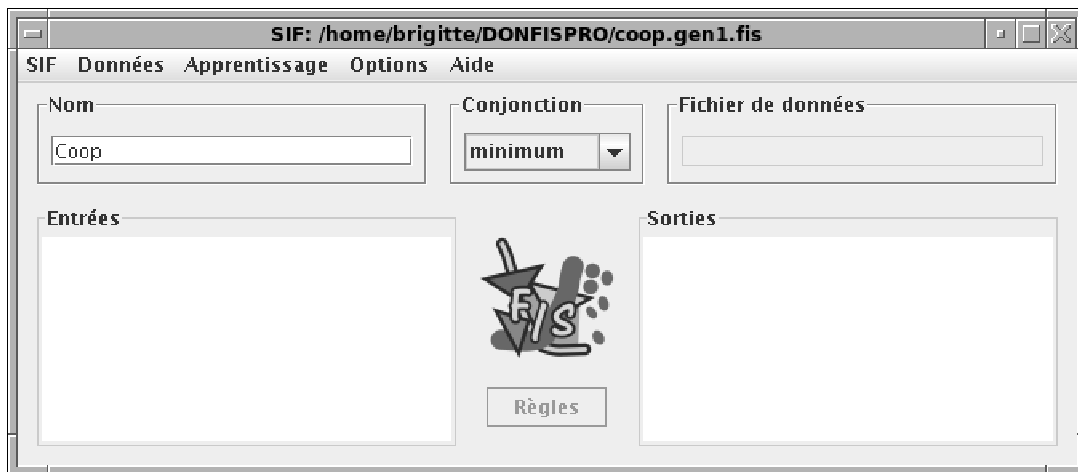 SIF: /home/brigitte/DONFISPRO/coop.gen1.fis
SIF Données Apprentissage Options Aide
Nom
Coop
Conjonction
minimum
Fichier de données
Entrées
FIS
Règles
Sorties